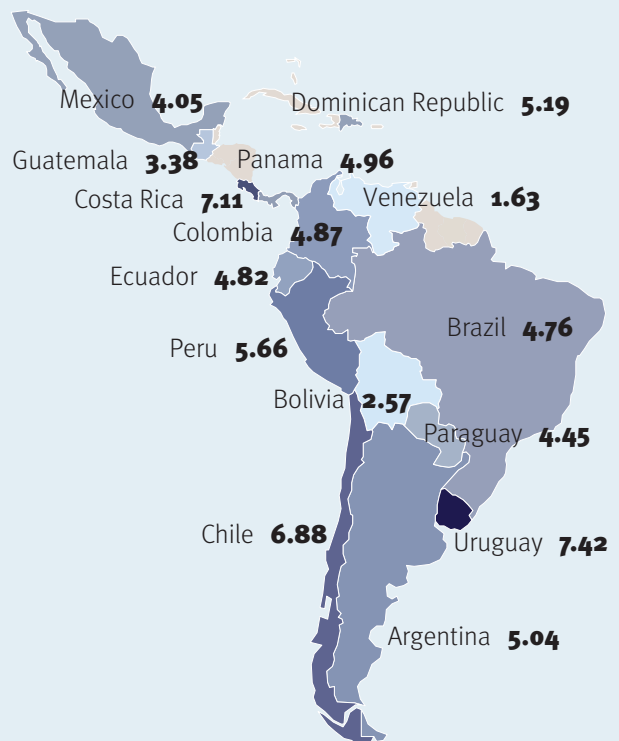 Mexico 4.05
Dominican Republic 5.19
Guatemala 3.38
Panama 4.96
Costa Rica 7.11
Venezuela 1.63
Colombia 4.87
Ecuador 4.82
Brazil 4.76
Peru 5.66
Bolivia 2.57
Paraguay 4.45
Chile 6.88
Uruguay 7.42
Argentina 5.04